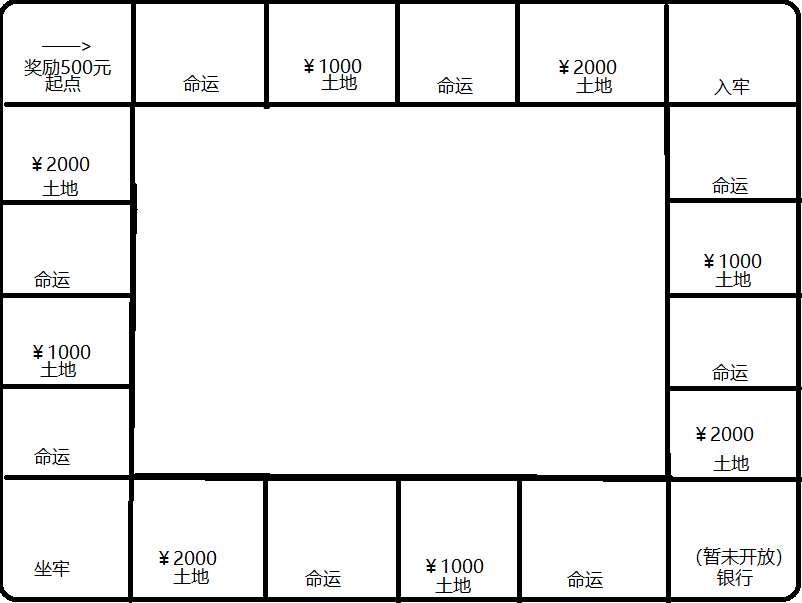 ——>
奖励500元
起点
命运
￥1000
土地
命运
￥2000
土地
入牢
￥2000
土地
命运
命运
￥1000
土地
￥1000
土地
命运
命运
￥2000
土地
坐牢
￥2000
土地
命运
￥1000
土地
命运
（暂未开放）
银行